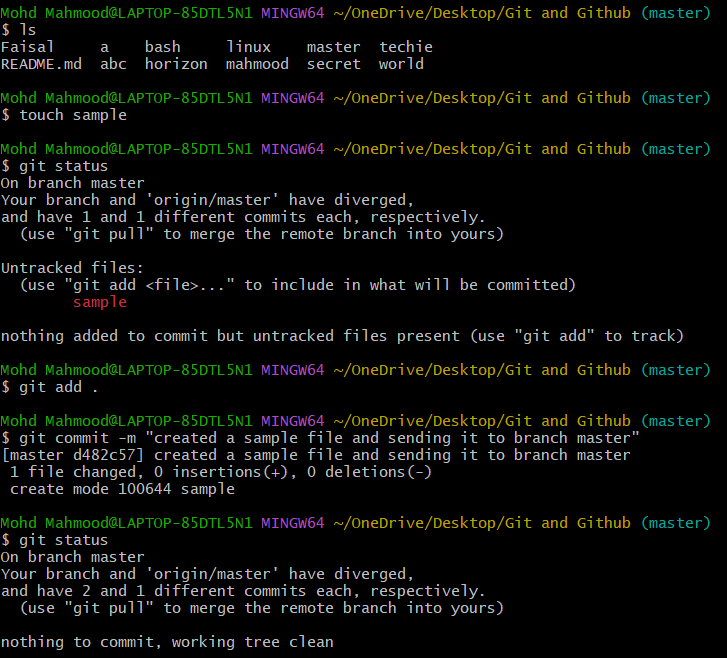 Mohd Mahmood@LAPTOP-85DTL5N1 MINGW64 ~/OneDrive/Desktop/Git and Github (master)
$ ls
Faisal     a    bash     linux    master  techie
README.md  abc  horizon  mahmood  secret  world

Mohd Mahmood@LAPTOP-85DTL5N1 MINGW64 ~/OneDrive/Desktop/Git and Github (master)
$ touch sample

Mohd Mahmood@LAPTOP-85DTL5N1 MINGW64 ~/OneDrive/Desktop/Git and Github (master)
$ git status
On branch master
Your branch and 'origin/master' have diverged,
and have 1 and 1 different commits each, respectively.
  (use "git pull" to merge the remote branch into yours)

Untracked files:
  (use "git add <file>..." to include in what will be committed)
        sample

nothing added to commit but untracked files present (use "git add" to track)

Mohd Mahmood@LAPTOP-85DTL5N1 MINGW64 ~/OneDrive/Desktop/Git and Github (master)
$ git add .

Mohd Mahmood@LAPTOP-85DTL5N1 MINGW64 ~/OneDrive/Desktop/Git and Github (master)
$ git commit -m "created a sample file and sending it to branch master"
[master d482c57] created a sample file and sending it to branch master
 1 file changed, 0 insertions(+), 0 deletions(-)
 create mode 100644 sample

Mohd Mahmood@LAPTOP-85DTL5N1 MINGW64 ~/OneDrive/Desktop/Git and Github (master)
$ git status
On branch master
Your branch and 'origin/master' have diverged,
and have 2 and 1 different commits each, respectively.
  (use "git pull" to merge the remote branch into yours)

nothing to commit, working tree clean